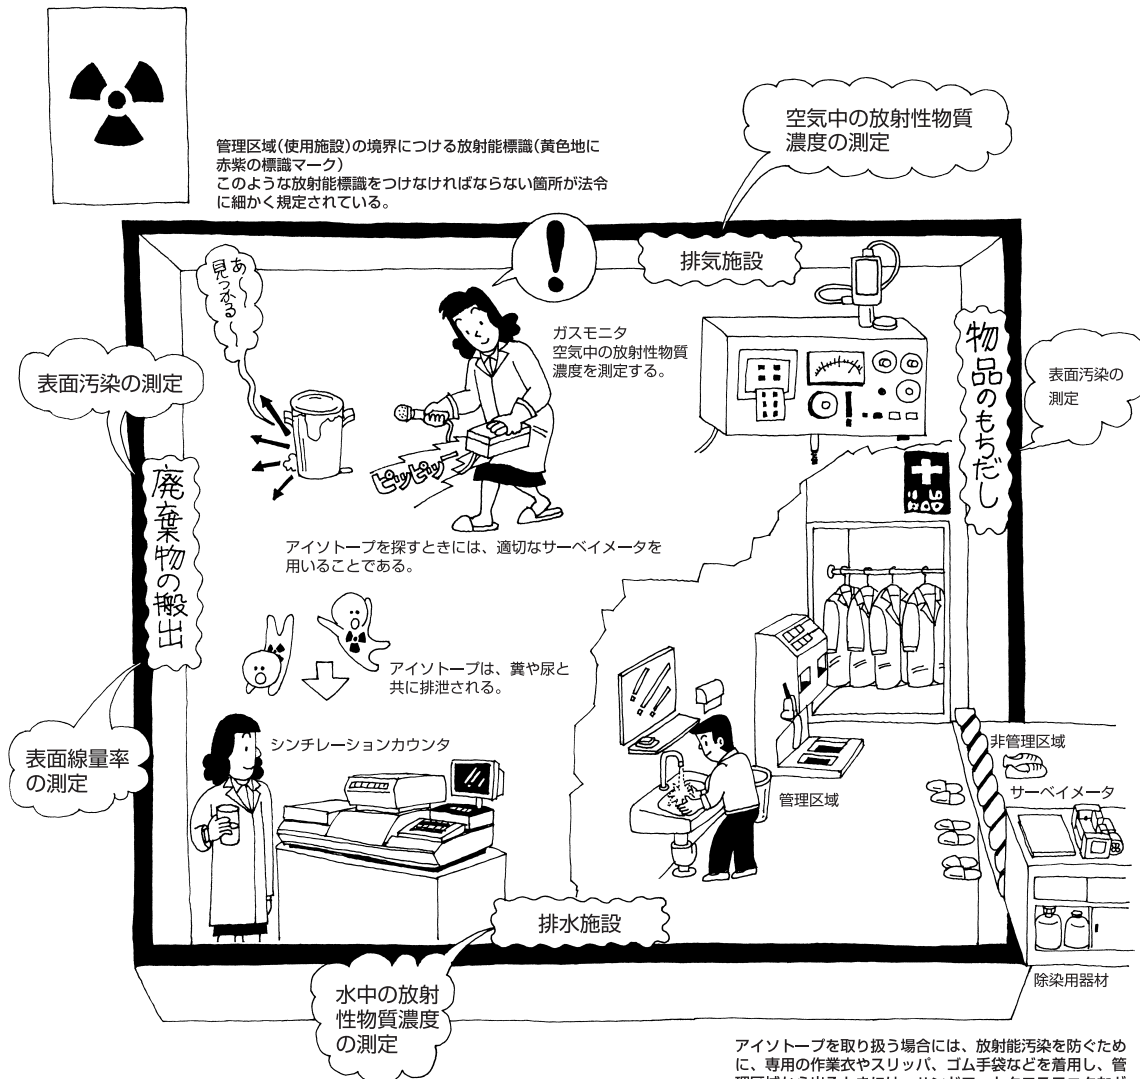 管理区域(使用施設)の境界につける放射能標識(黄色地に
赤紫の標識マーク)
このような放射能標識をつけなければならない箇所が法令
に細かく規定されている。
空気中の放射性物質
濃度の測定
排気施設
あ〜
見つかる〜
!
ガスモニタ
空気中の放射性物質
濃度を測定する。
物品のもちだし
表面汚染の
測定
表面汚染の測定
ピッピッー
廃棄物の搬出
アイソトープを探すときには、適切なサーベイメータを
用いることである。
アイソトープは、糞や尿と
共に排泄される。
表面線量率
の測定
シンチレーションカウンタ
管理区域
非管理区域
サーベイメータ
排水施設
水中の放射
性物質濃度
の測定
除染用器材
アイソトープを取り扱う場合には、放射能汚染を防ぐため
に、専用の作業衣やスリッパ、ゴム手袋などを着用し、管